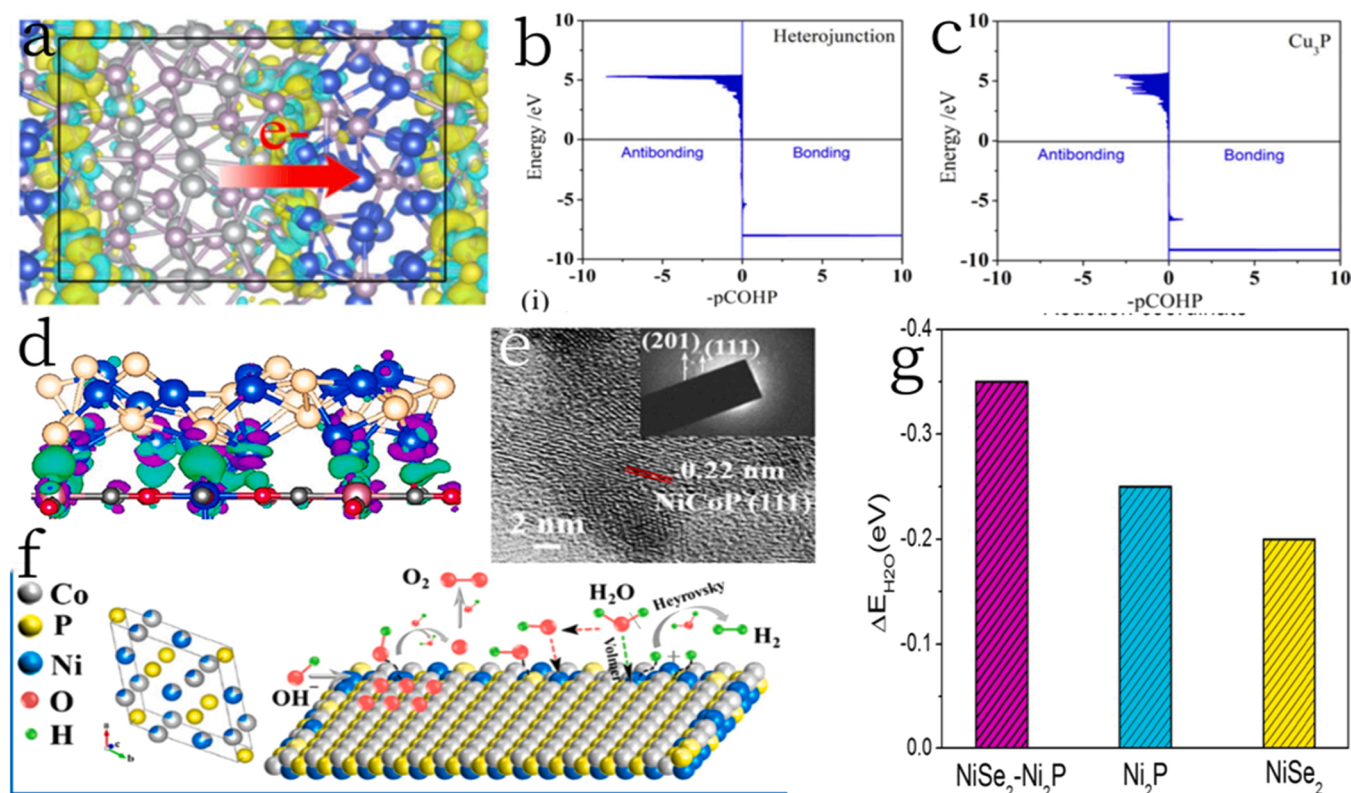 a
e-
b
Heterojunction
Energy /eV
10
5
0
-5
-10
Antibonding
Bonding
-10
-5
0
5
10
-pCOHP
(i)
c
Cu₃P
Energy /eV
10
5
0
-5
-10
Antibonding
Bonding
-10
-5
0
5
10
-pCOHP
Reaction coordinate
d
e
(201)
(111)
0.22 nm
NiCoP (111)
2 nm
f
Co
P
Ni
O
H
a
c
b
OH⁻
O₂
H₂O
Volmer
Heyrovsky
+
H₂
g
-0.4
-0.3
-0.2
-0.1
0.0
ΔE_H2O(eV)
NiSe₂-Ni₂P
Ni₂P
NiSe₂